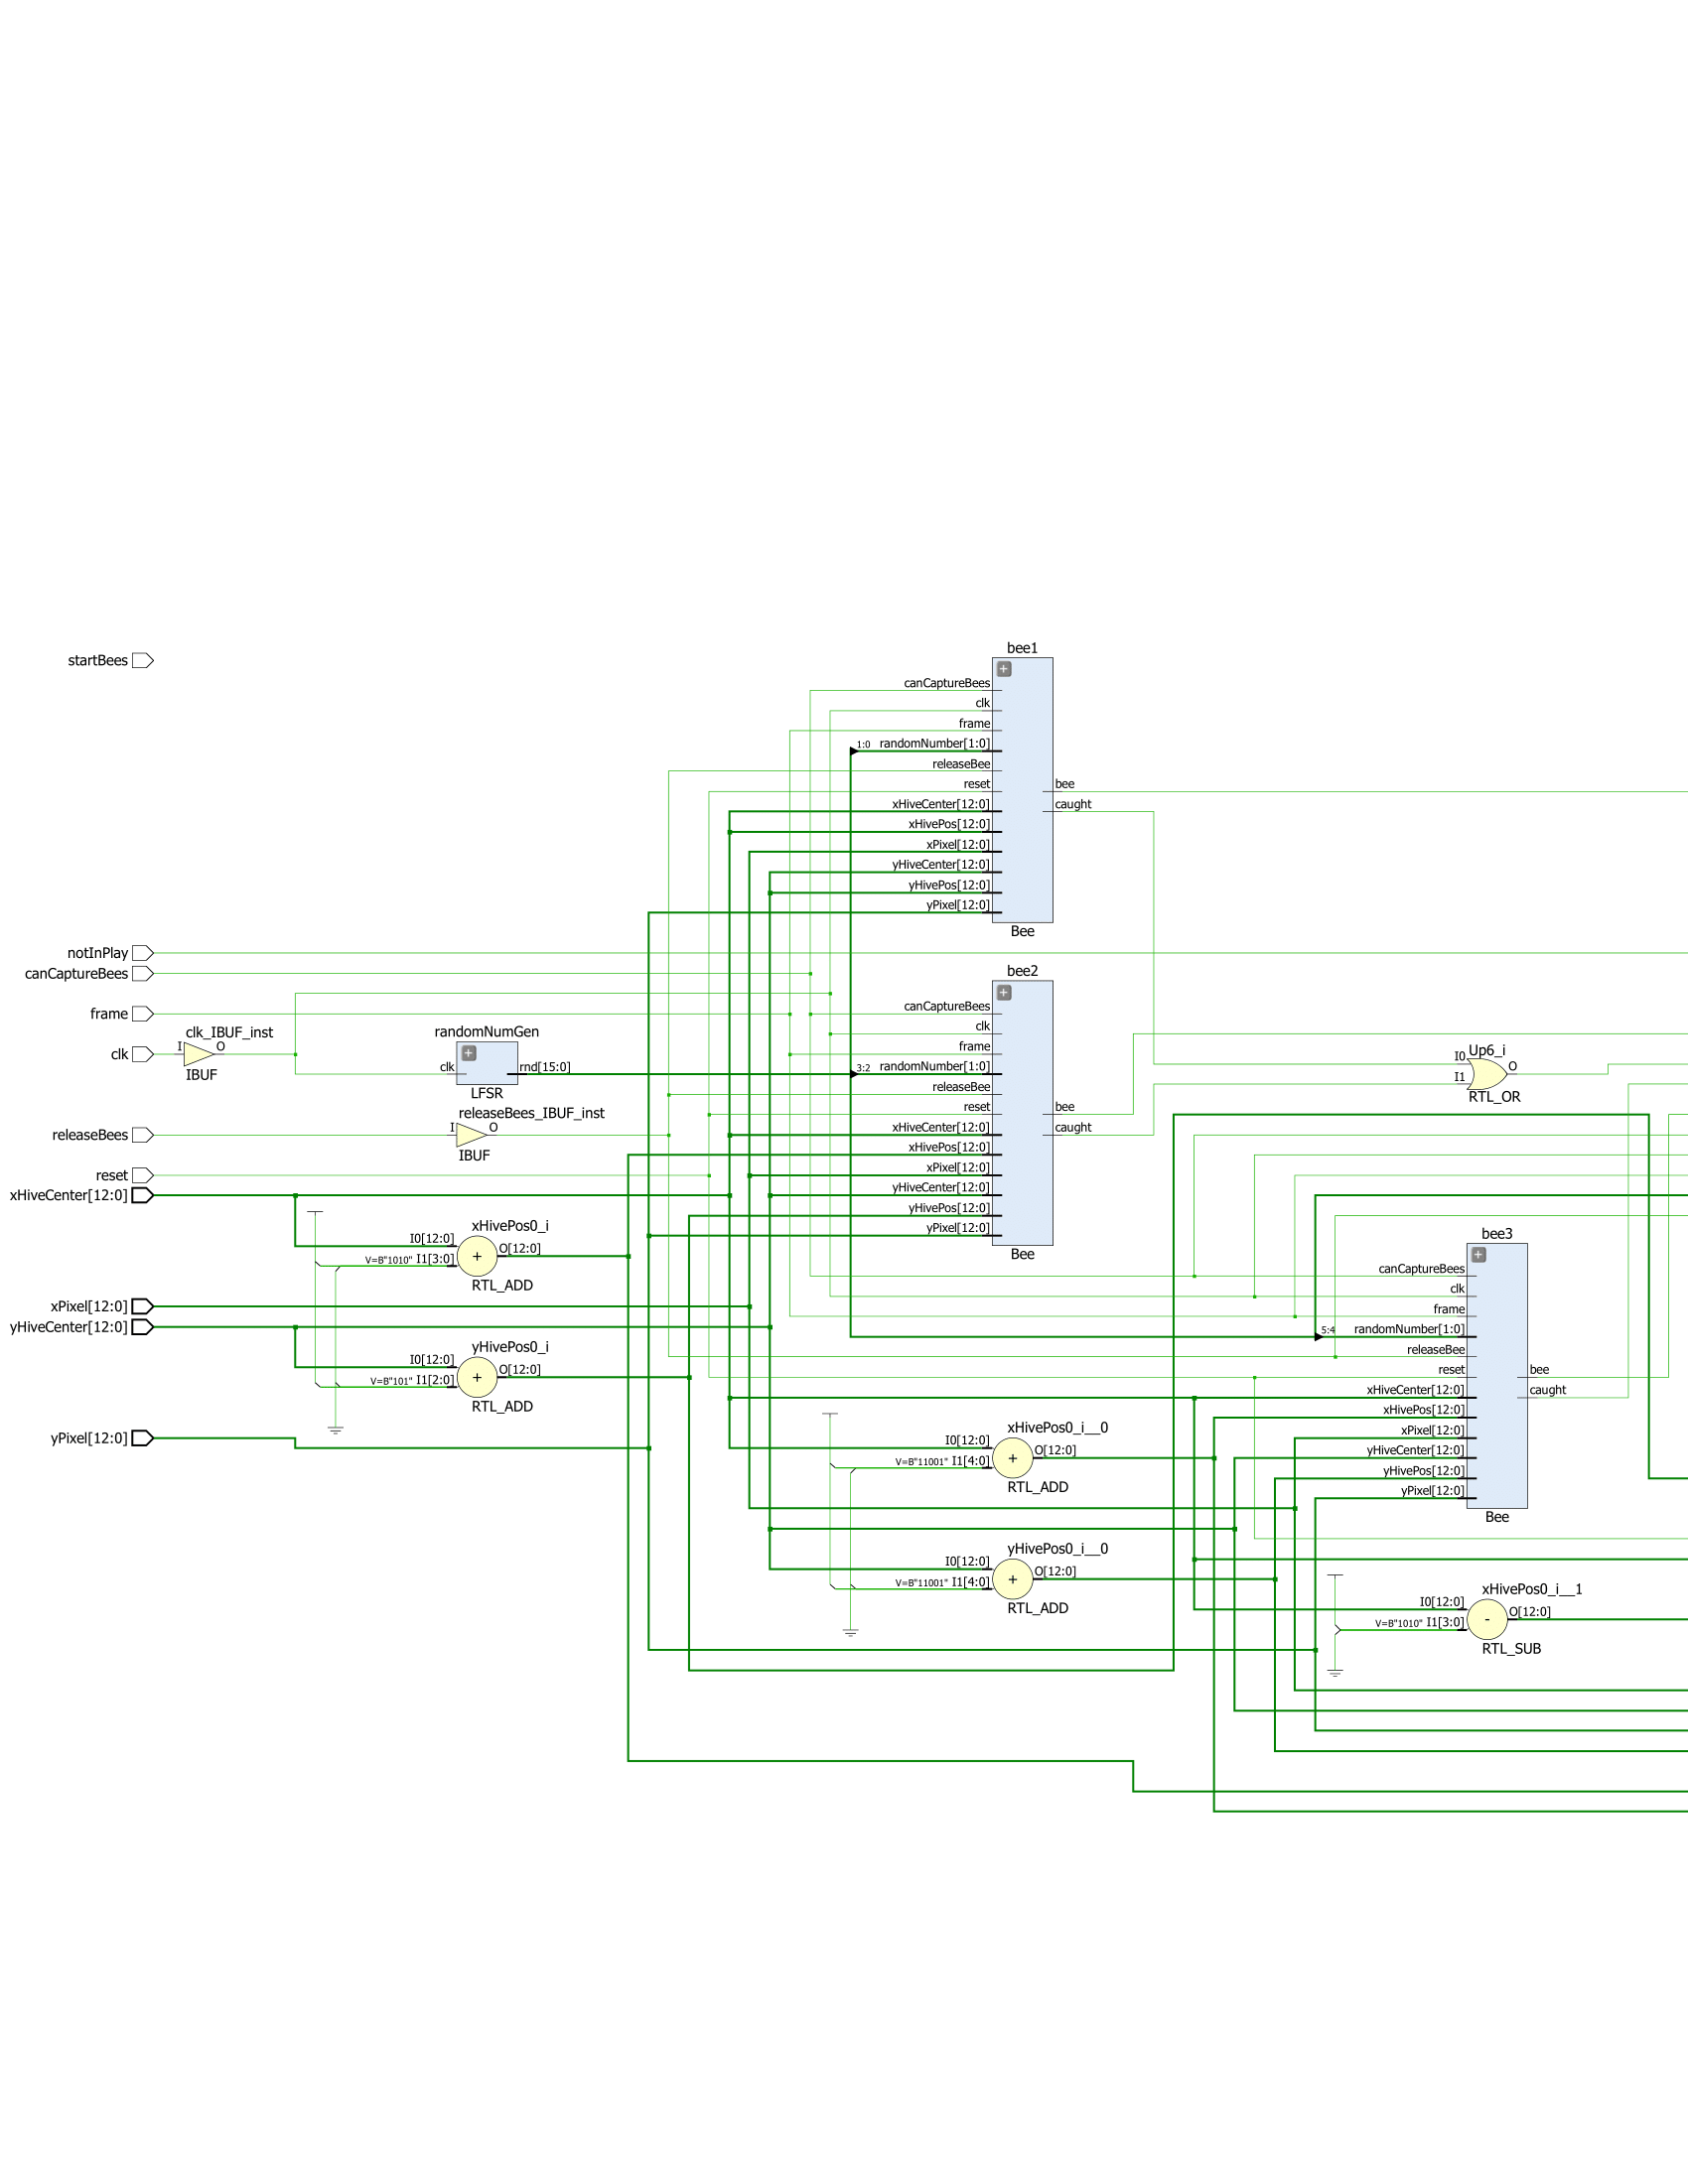 startBees
notInPlay
canCaptureBees
frame
clk
I
O
clk_IBUF_inst
IBUF
releaseBees
reset
xHiveCenter[12:0]
xPixel[12:0]
yHiveCenter[12:0]
yPixel[12:0]
randomNumGen
+
clk
rnd[15:0]
LFSR
releaseBees_IBUF_inst
I
O
IBUF
xHivePos0_i
I0[12:0]
V=B"1010" I1[3:0]
+
O[12:0]
RTL_ADD
yHivePos0_i
I0[12:0]
V=B"101" I1[2:0]
+
O[12:0]
RTL_ADD
bee1
+
canCaptureBees
clk
frame
1:0 randomNumber[1:0]
releaseBee
reset
xHiveCenter[12:0]
xHivePos[12:0]
xPixel[12:0]
yHiveCenter[12:0]
yHivePos[12:0]
yPixel[12:0]
bee
caught
Bee
bee2
+
canCaptureBees
clk
frame
3:2 randomNumber[1:0]
releaseBee
reset
xHiveCenter[12:0]
xHivePos[12:0]
xPixel[12:0]
yHiveCenter[12:0]
yHivePos[12:0]
yPixel[12:0]
bee
caught
Bee
xHivePos0_i__0
I0[12:0]
V=B"11001" I1[4:0]
+
O[12:0]
RTL_ADD
yHivePos0_i__0
I0[12:0]
V=B"11001" I1[4:0]
+
O[12:0]
RTL_ADD
Up6_i
I0
I1
O
RTL_OR
bee3
+
canCaptureBees
clk
frame
5:4 randomNumber[1:0]
releaseBee
reset
xHiveCenter[12:0]
xHivePos[12:0]
xPixel[12:0]
yHiveCenter[12:0]
yHivePos[12:0]
yPixel[12:0]
bee
caught
Bee
xHivePos0_i__1
I0[12:0]
V=B"1010" I1[3:0]
-
O[12:0]
RTL_SUB